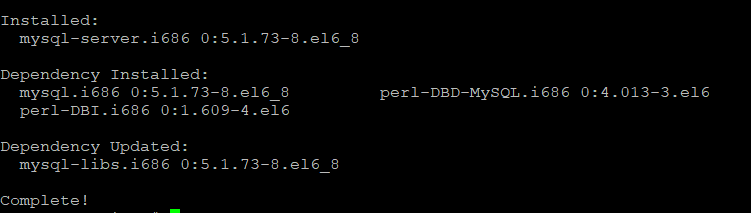 Installed:
mysql-server.i686 0:5.1.73-8.el6_8
Dependency Installed:
mysql.i686 0:5.1.73-8.el6_8 perl-DBD-MySQL.i686 0:4.013-3.el6
perl-DBI.i686 0:1.609-4.el6
Dependency Updated:
mysql-libs.i686 0:5.1.73-8.el6_8
Complete!